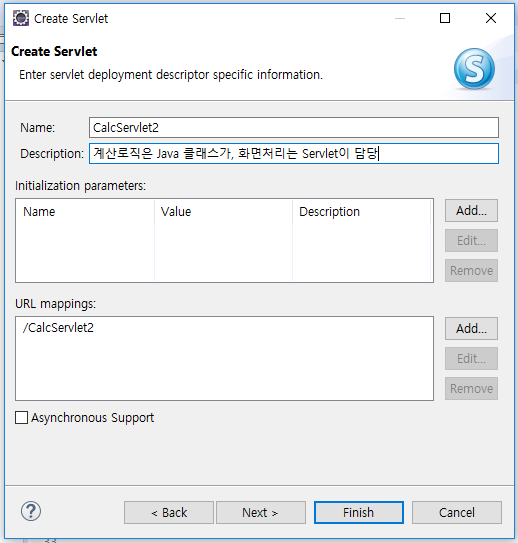 Create Servlet
Create Servlet
Enter servlet deployment descriptor specific information.
S
Name: CalcServlet2
Description: 계산로직은 Java 클래스가, 화면처리는 Servlet이 담당
Initialization parameters:
Name Value Description
Add...
Edit...
Remove
URL mappings:
/CalcServlet2
Add...
Edit...
Remove
Asynchronous Support
? < Back Next > Finish Cancel
33